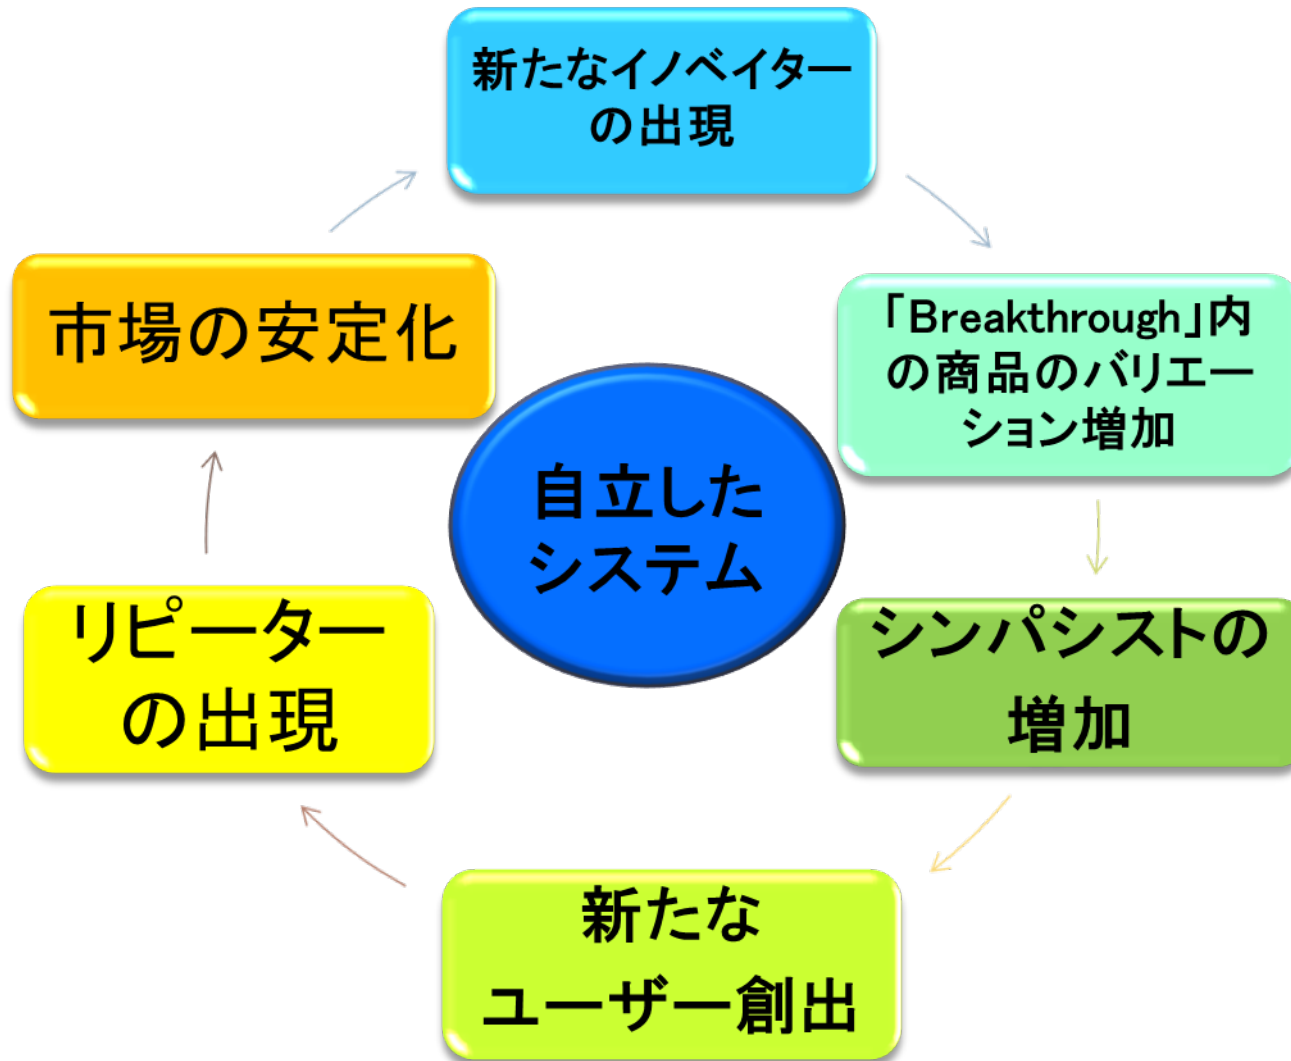 新たなイノベイター
の出現
「Breakthrough」内
の商品のバリエー
ション増加
シンパシストの
増加
新たな
ユーザー創出
リピーター
の出現
市場の安定化
自立した
システム